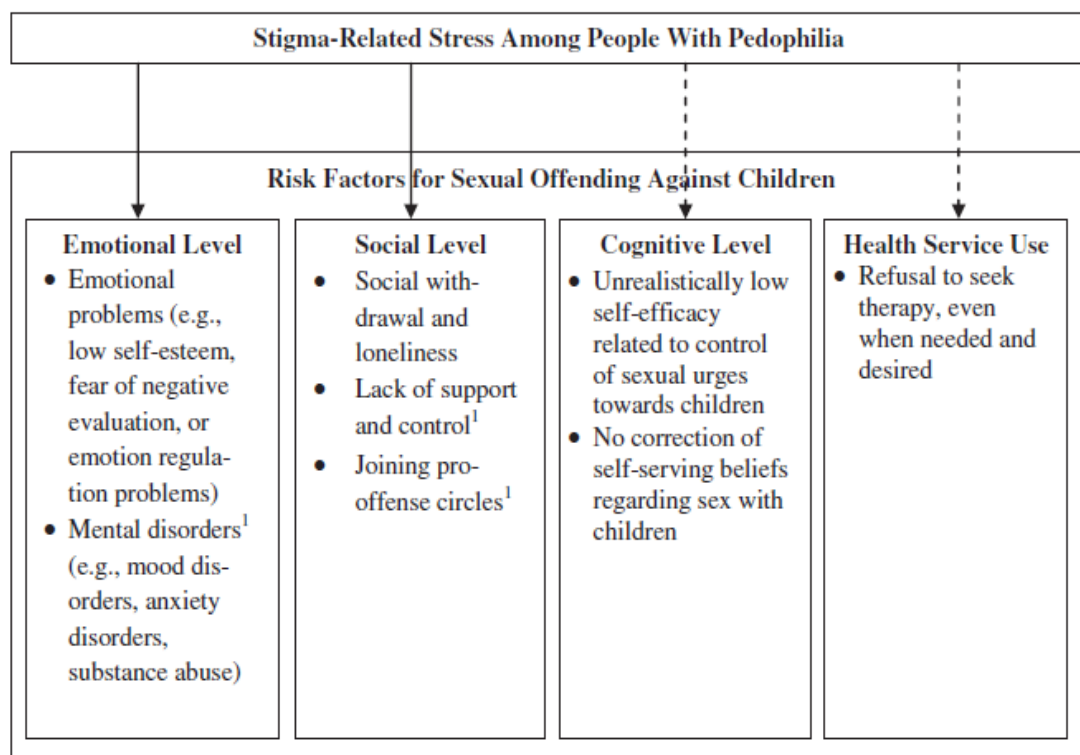 Stigma-Related Stress Among People With Pedophilia
Risk Factors for Sexual Offending Against Children
Emotional Level
• Emotional
problems (e.g.,
low self-esteem,
fear of negative
evaluation, or
emotion regula-
tion problems)
• Mental disorders¹
(e.g., mood dis-
orders, anxiety
disorders,
substance abuse)
Social Level
• Social with-
drawal and
loneliness
• Lack of support
and control¹
• Joining pro-
offense circles¹
Cognitive Level
• Unrealistically low
self-efficacy
related to control
of sexual urges
towards children
• No correction of
self-serving beliefs
regarding sex with
children
Health Service Use
• Refusal to seek
therapy, even
when needed and
desired